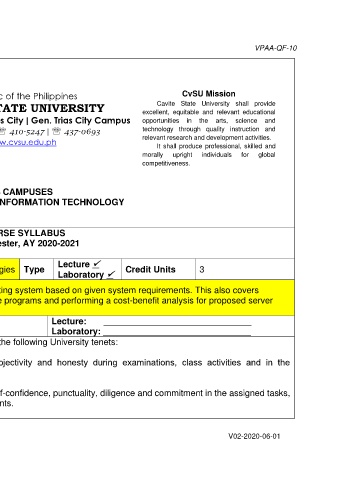 VPAA-QF-10
c of the Philippines
TATE UNIVERSITY
s City | Gen. Trias City Campus
☏ 410-5247 | ☏ 437-0693
w.cvsu.edu.ph
CvSU Mission
Cavite State University shall provide
excellent, equitable and relevant educational
opportunities in the arts, science and
technology through quality instruction and
relevant research and development activities.
It shall produce professional, skilled and
morally upright individuals for global
competitiveness.
CAMPUSES
NFORMATION TECHNOLOGY
RSE SYLLABUS
ester, AY 2020-2021
gies Type Lecture ✓ Credit Units 3
Laboratory ✓
ting system based on given system requirements. This also covers
e programs and performing a cost-benefit analysis for proposed server
Lecture:
Laboratory:
the following University tenets:
bjectivity and honesty during examinations, class activities and in the
f-confidence, punctuality, diligence and commitment in the assigned tasks,
nts.
V02-2020-06-01